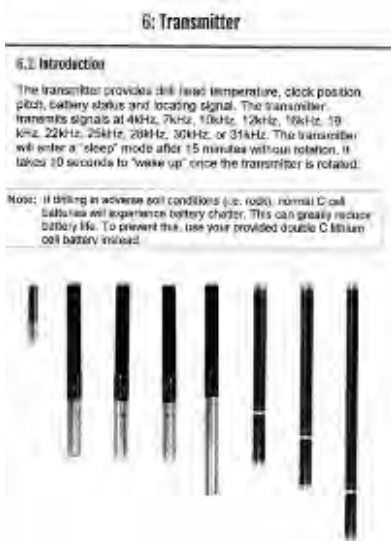 6: Transmitter
6.1 Introduction
The transmitter provides drill head temperature, clock position
pitch, battery status and locating signal. The transmitter
transmits signals at 4kHz, 7kHz, 10kHz, 12kHz, 16kHz, 19
kHz, 22kHz, 25kHz, 28kHz, 30kHz, or 31kHz. The transmitter
will enter a "sleep" mode after 15 minutes without rotation. It
takes 10 seconds to "wake up" once the transmitter is rotated.
Note: If drilling in adverse soil conditions (i.e. rock), normal C cell
batteries will experience battery chatter. This can greatly reduce
battery life. To prevent this, use your provided double C lithium
cell battery instead.